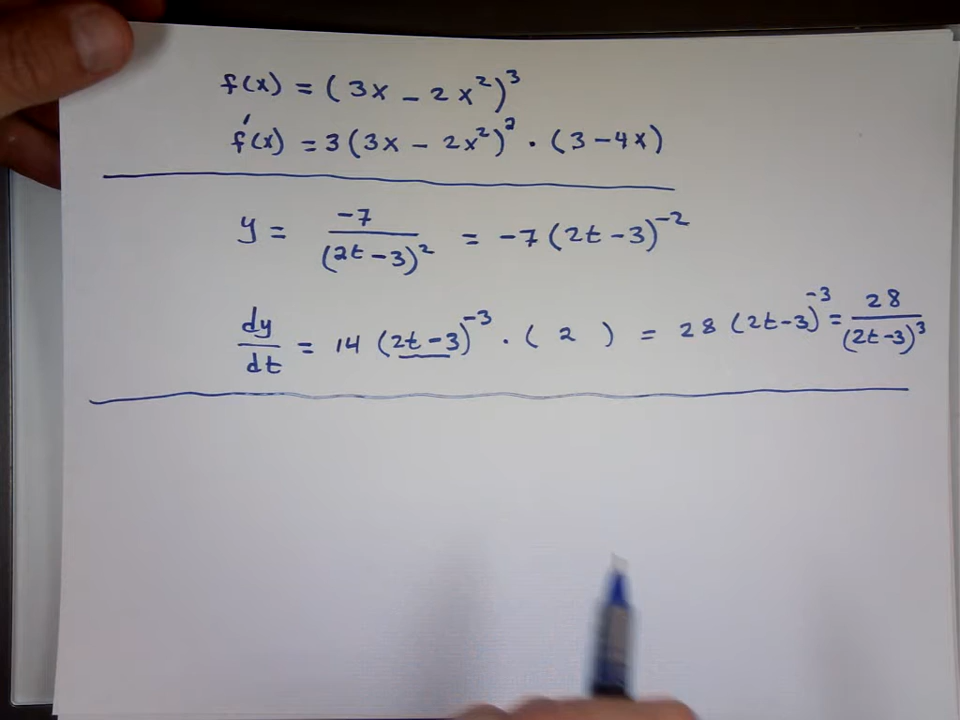 f(x) = (3x - 2x²)³
f'(x) = 3(3x - 2x²)² · (3 - 4x)
y = -7/(2t - 3)² = -7(2t - 3)⁻²
dy/dt = 14(2t - 3)⁻³ · ( 2 ) = 28(2t - 3)⁻³ = 28/(2t - 3)³